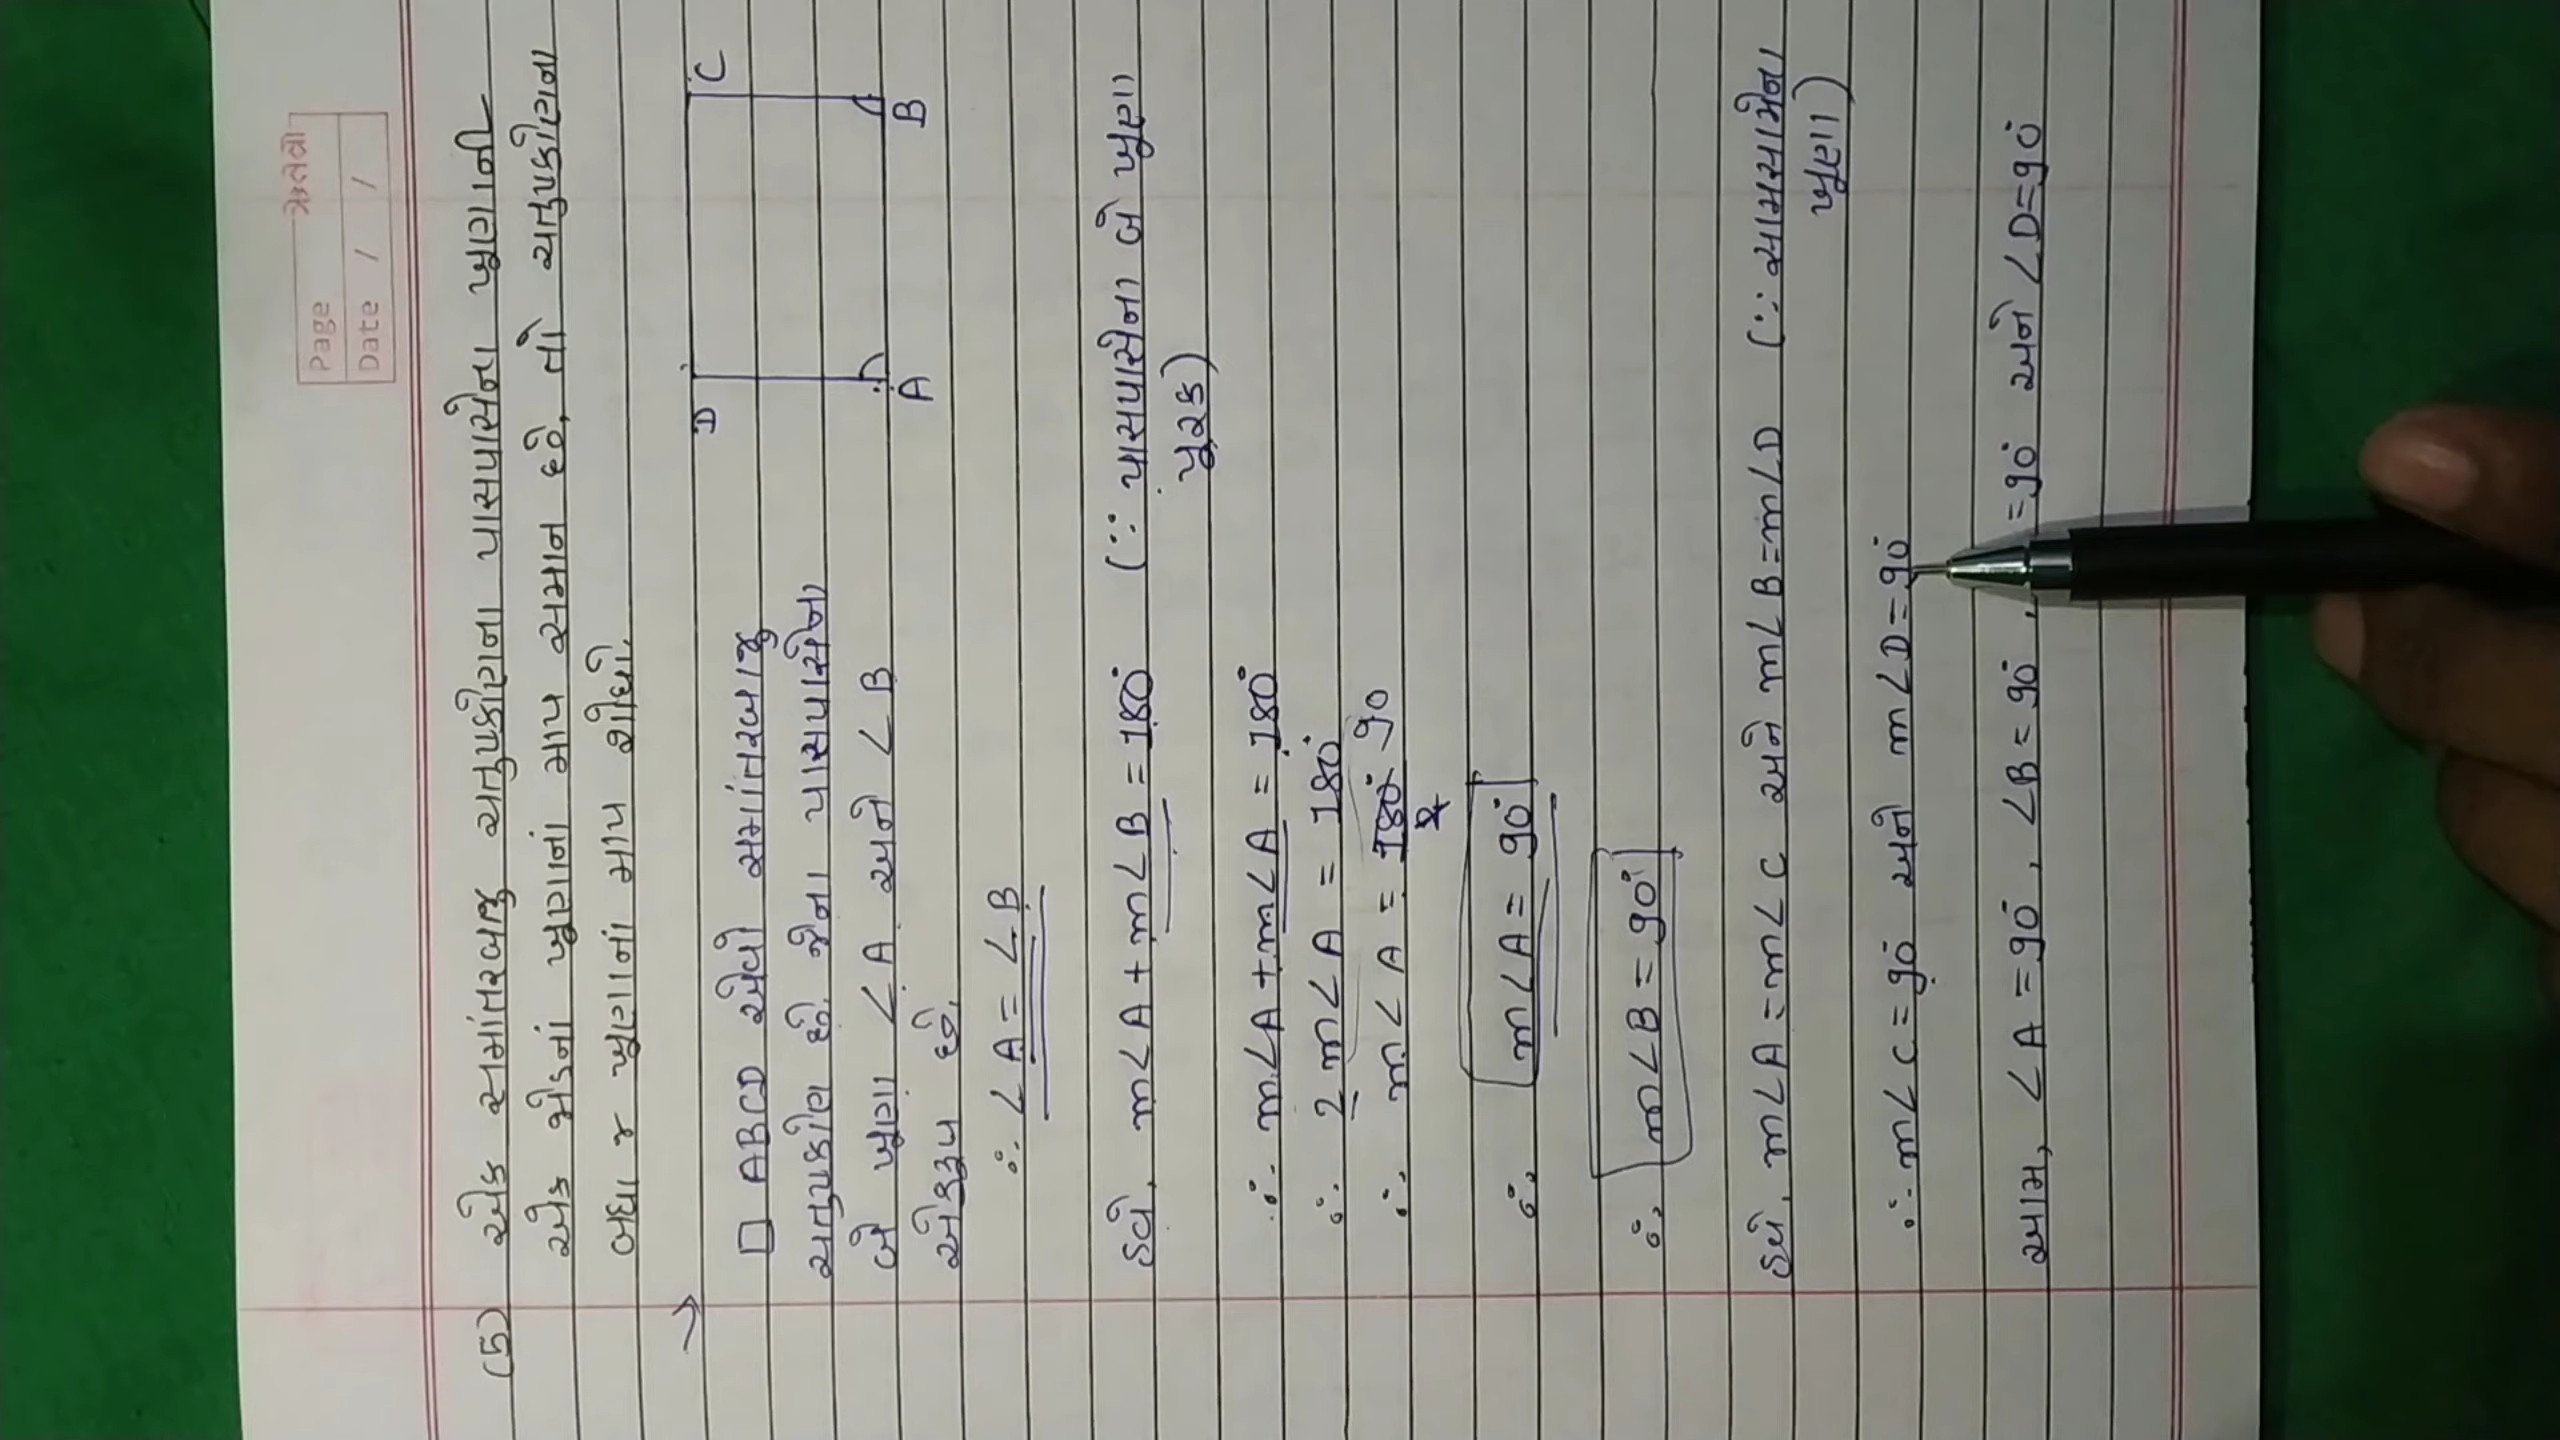 Page
Date / /
(5) એક સમાંતરબાજુ ચતુષ્કોણના પાસપાસેના ખૂણાની
એક જોડનાં ખૂણાનાં માપ સમાન છે, તો ચતુષ્કોણના
બધા જ ખૂણાનાં માપ શોધો.
→
D C
A B
□ ABCD એવો સમાંતરબાજુ
ચતુષ્કોણ છે. જેના પાસપાસેના
બે ખૂણા ∠A અને ∠B
એકરૂપ છે.
∴ ∠A = ∠B
હવે, m∠A + m∠B = 180° (∵ પાસપાસેના બે ખૂણા
પૂરક)
∴ m∠A + m∠A = 180°
∴ 2 m∠A = 180°
∴ m∠A = 180° 90
2
∴ m∠A = 90°
∴ m∠B = 90°
હવે, m∠A = m∠C અને m∠B = m∠D (∵ સામસામેના
ખૂણા)
∴ m∠C = 90° અને m∠D = 90°
આમ, ∠A = 90°, ∠B = 90°, = 90° અને ∠D = 90°